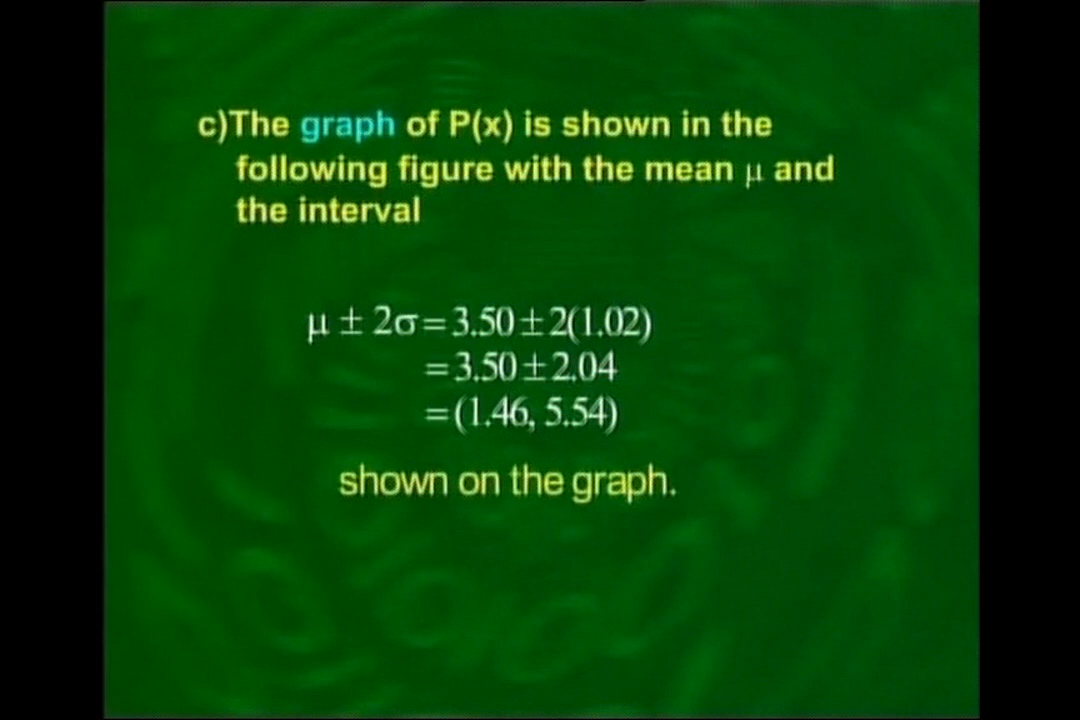 c)The graph of P(x) is shown in the
following figure with the mean μ and
the interval
μ ± 2σ = 3.50 ± 2(1.02)
= 3.50 ± 2.04
= (1.46, 5.54)
shown on the graph.